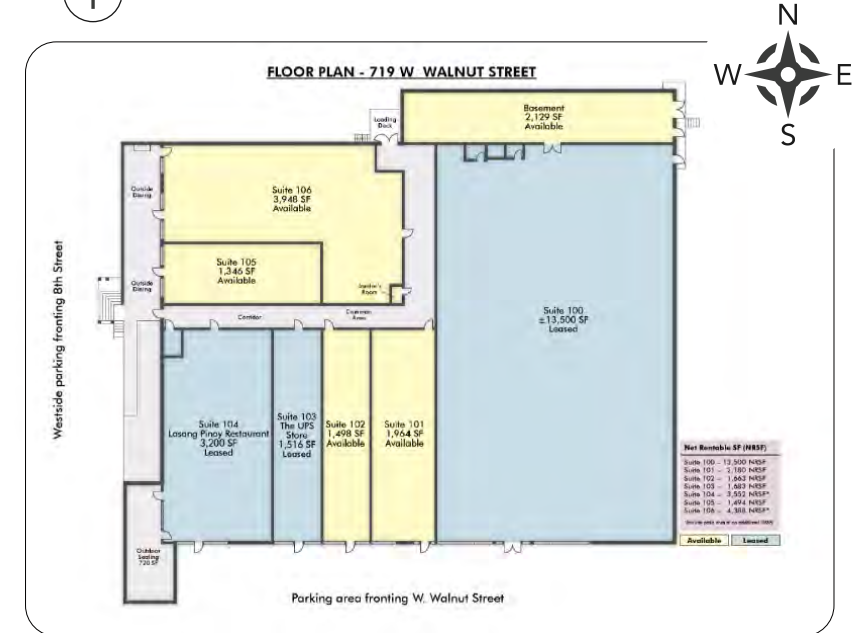 1
N
W E
S
FLOOR PLAN - 719 W WALNUT STREET
Basement
2,129 SF
Available
Loading
Dock
Outside
Dining
Suite 106
3,948 SF
Available
Suite 105
1,346 SF
Available
Outside
Dining
Janitor's
Room
Corridor
Common
Area
Westside parking fronting 8th Street
Suite 100
±13,500 SF
Leased
Suite 104
Lasang Pinoy Restaurant
3,200 SF
Leased
Suite 103
The UPS
Store
1,516 SF
Leased
Suite 102
1,498 SF
Available
Suite 101
1,964 SF
Available
Net Rentable SF (NRSF)
Suite 100 – 13,500 NRSF
Suite 101 – 2,180 NRSF
Suite 102 – 1,663 NRSF
Suite 103 – 1,683 NRSF
Suite 104 – 3,552 NRSF*
Suite 105 – 1,494 NRSF
Suite 106 – 4,388 NRSF*
Available Leased
Outdoor
Seating
720 SF
Parking area fronting W. Walnut Street